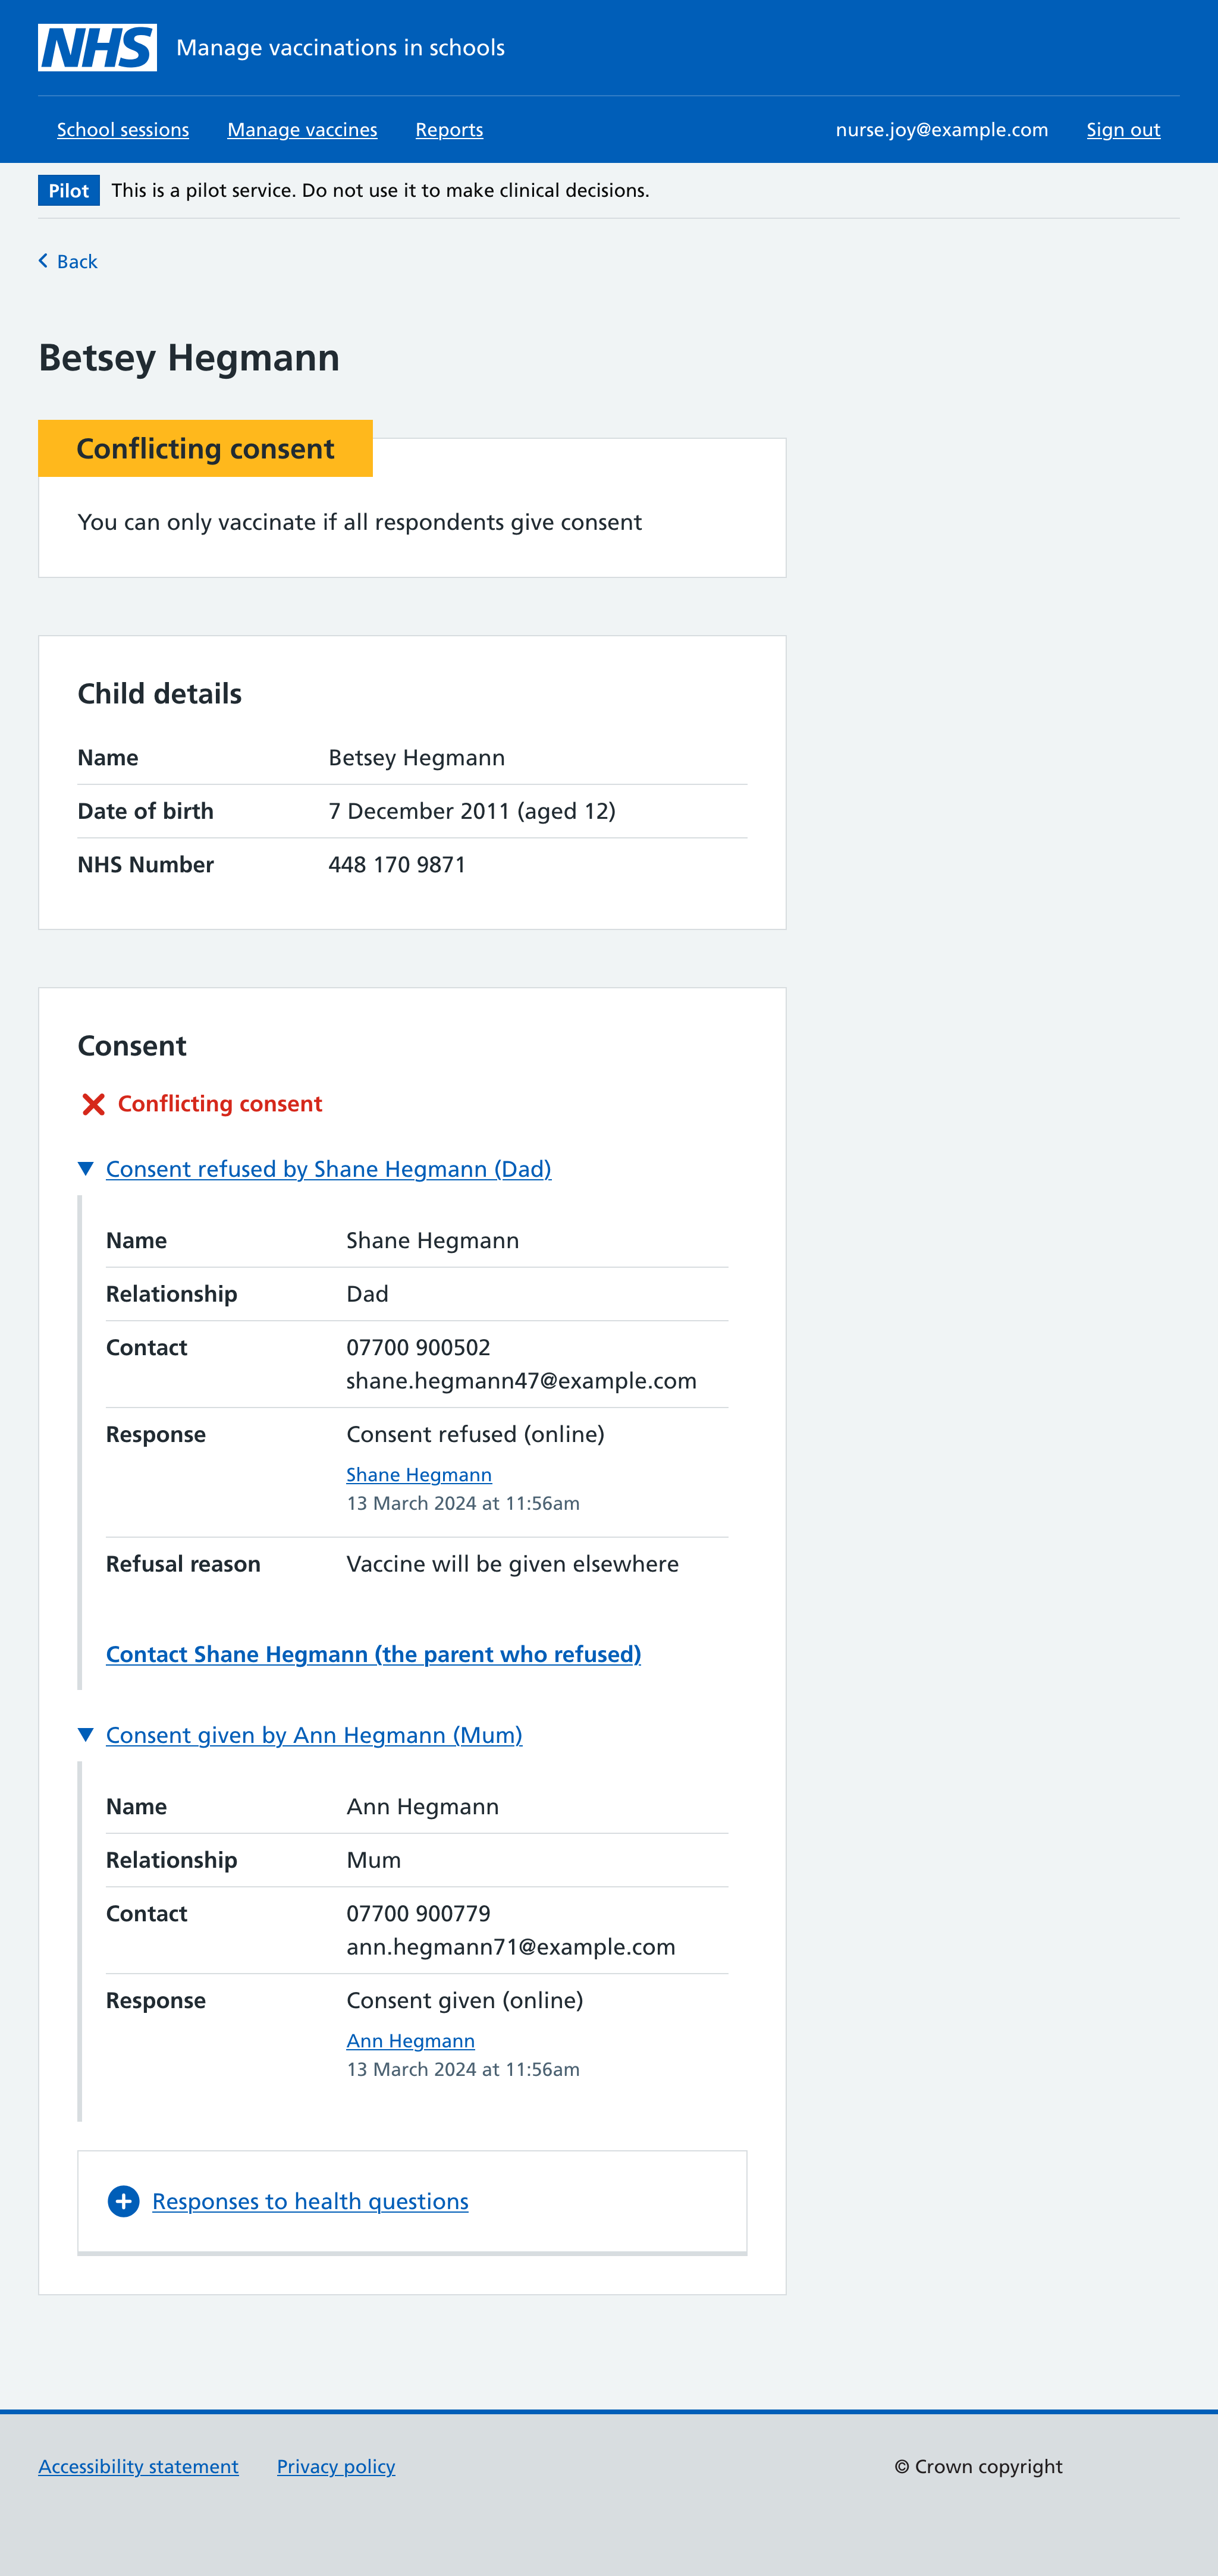 NHS Manage vaccinations in schools
School sessions Manage vaccines Reports nurse.joy@example.com Sign out
Pilot This is a pilot service. Do not use it to make clinical decisions.
Back
Betsey Hegmann
Conflicting consent
You can only vaccinate if all respondents give consent
Child details
Name Betsey Hegmann
Date of birth 7 December 2011 (aged 12)
NHS Number 448 170 9871
Consent
Conflicting consent
Consent refused by Shane Hegmann (Dad)
Name Shane Hegmann
Relationship Dad
Contact 07700 900502
shane.hegmann47@example.com
Response Consent refused (online)
Shane Hegmann
13 March 2024 at 11:56am
Refusal reason Vaccine will be given elsewhere
Contact Shane Hegmann (the parent who refused)
Consent given by Ann Hegmann (Mum)
Name Ann Hegmann
Relationship Mum
Contact 07700 900779
ann.hegmann71@example.com
Response Consent given (online)
Ann Hegmann
13 March 2024 at 11:56am
Responses to health questions
Accessibility statement Privacy policy © Crown copyright